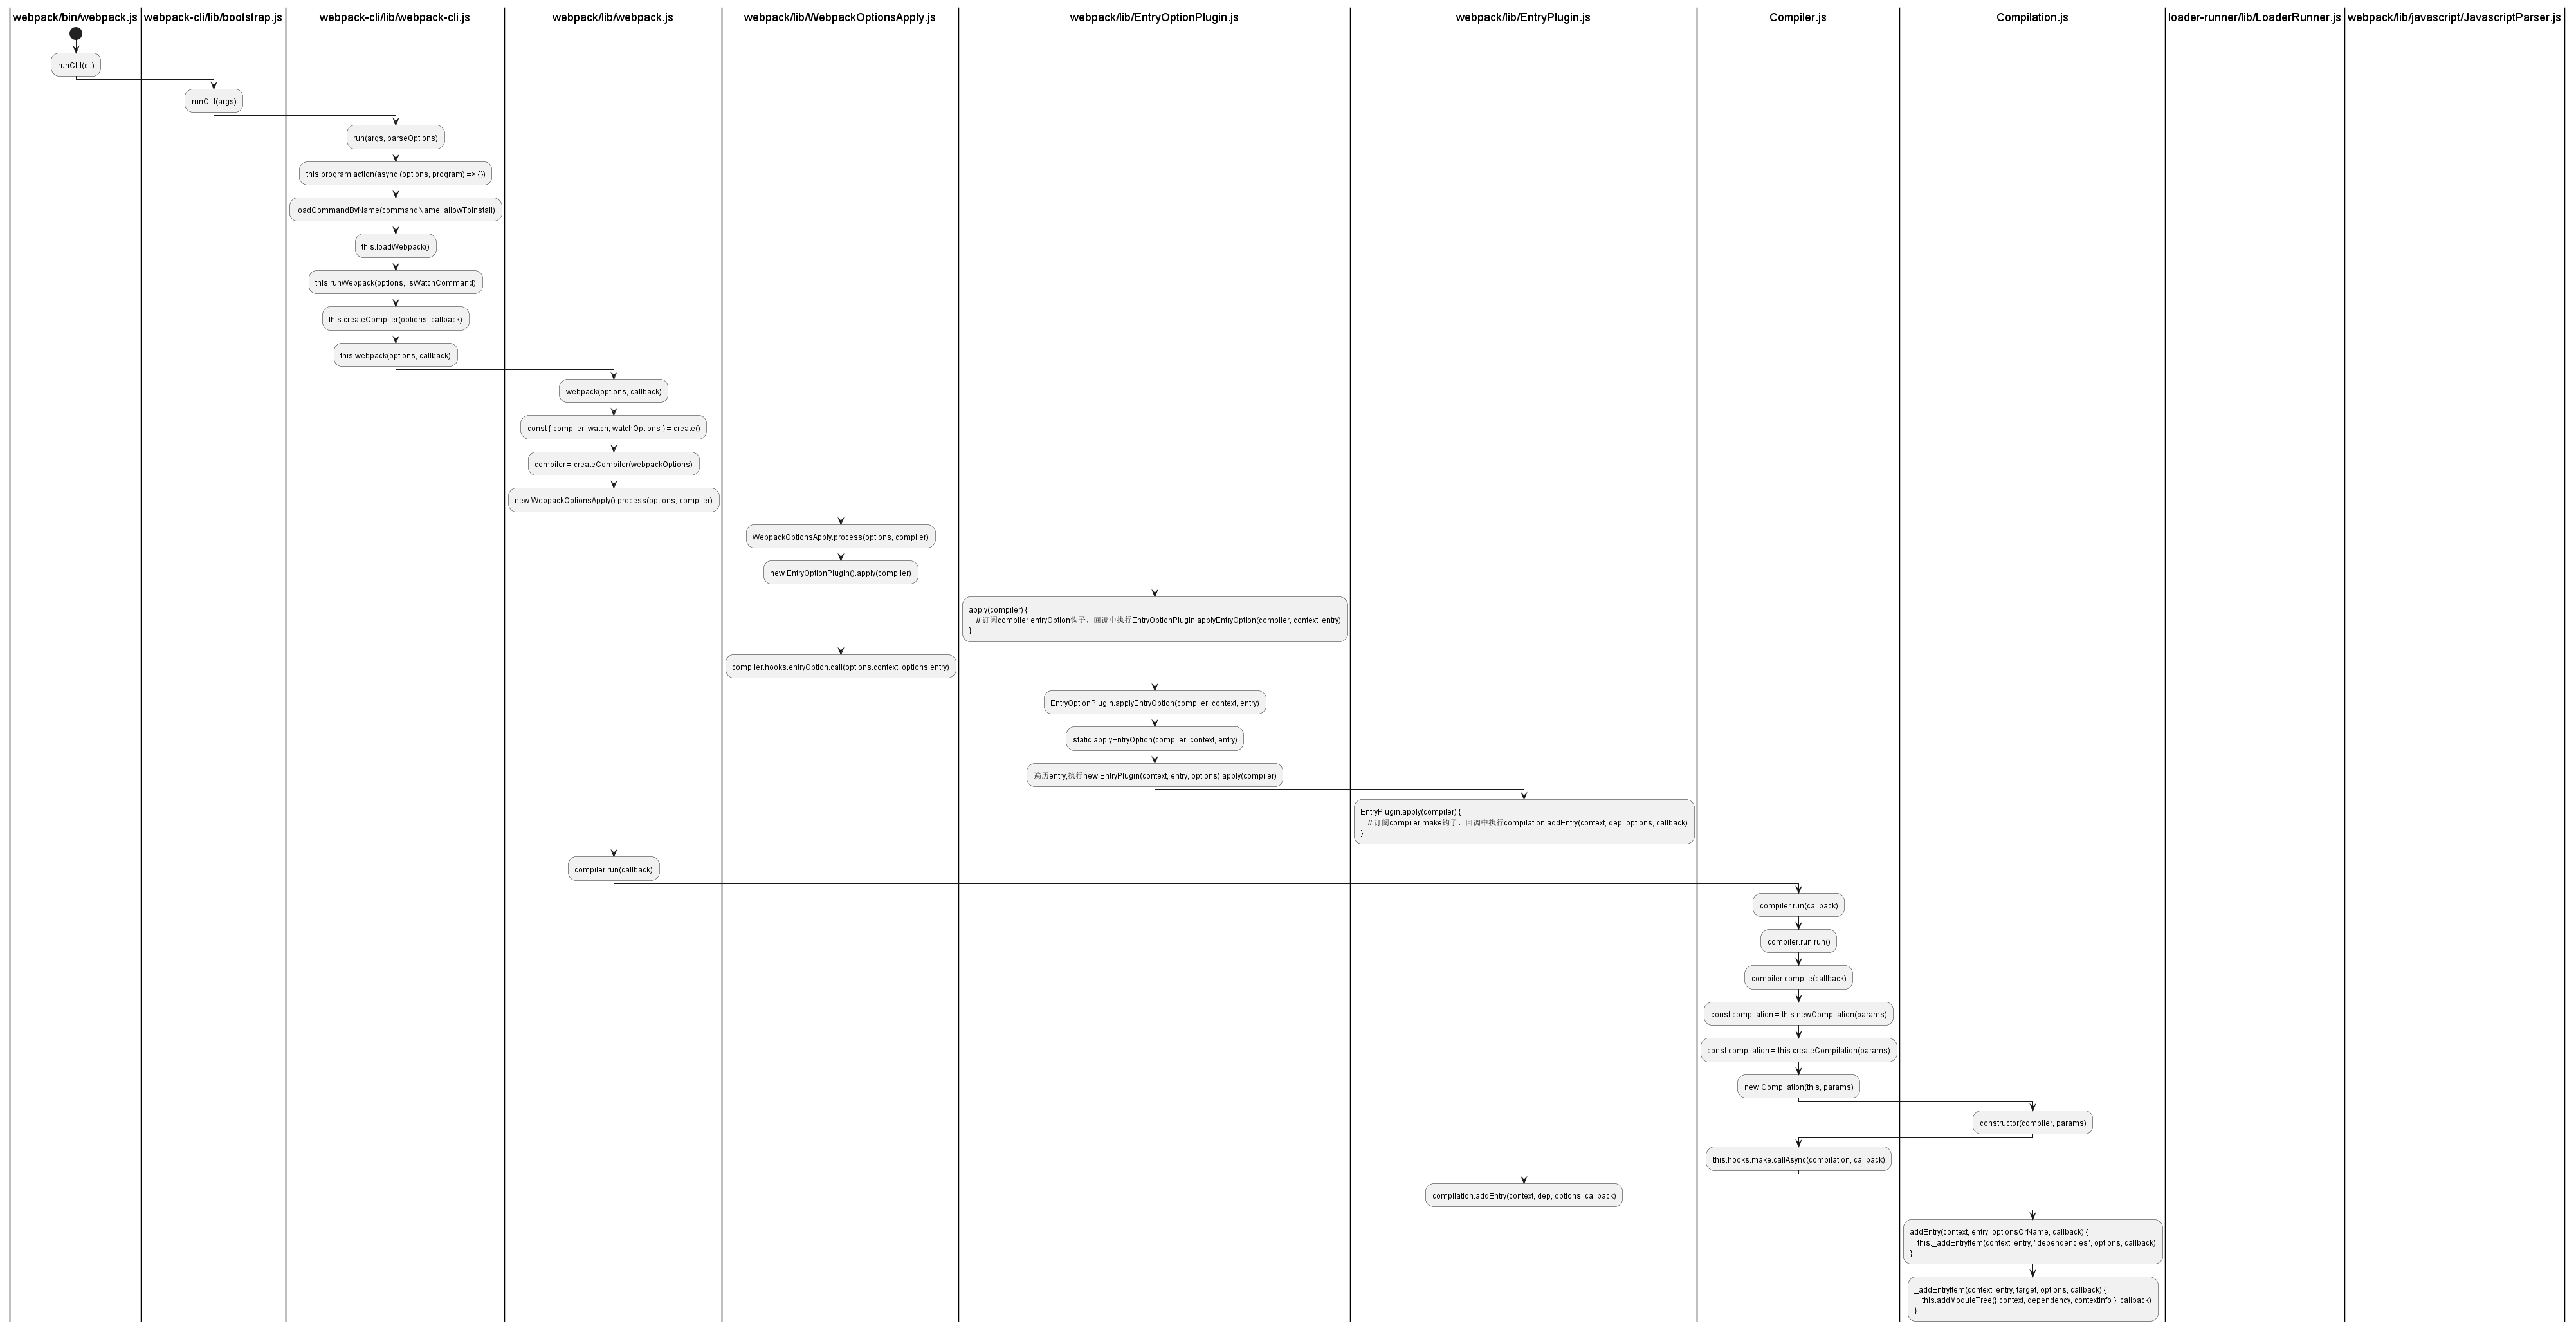 webpack/bin/webpack.js
webpack-cli/lib/bootstrap.js
webpack-cli/lib/webpack-cli.js
webpack/lib/webpack.js
webpack/lib/WebpackOptionsApply.js
webpack/lib/EntryOptionPlugin.js
webpack/lib/EntryPlugin.js
Compiler.js
Compilation.js
loader-runner/lib/LoaderRunner.js
webpack/lib/javascript/JavascriptParser.js
runCLI(cli)
runCLI(args)
run(args, parseOptions)
this.program.action(async (options, program) => {})
loadCommandByName(commandName, allowToInstall)
this.loadWebpack()
this.runWebpack(options, isWatchCommand)
this.createCompiler(options, callback)
this.webpack(options, callback)
webpack(options, callback)
const { compiler, watch, watchOptions } = create()
compiler = createCompiler(webpackOptions)
new WebpackOptionsApply().process(options, compiler)
WebpackOptionsApply.process(options, compiler)
new EntryOptionPlugin().apply(compiler)
apply(compiler) {
// 订阅compiler entryOption钩子，回调中执行EntryOptionPlugin.applyEntryOption(compiler, context, entry)
}
compiler.hooks.entryOption.call(options.context, options.entry)
EntryOptionPlugin.applyEntryOption(compiler, context, entry)
static applyEntryOption(compiler, context, entry)
遍历entry,执行new EntryPlugin(context, entry, options).apply(compiler)
EntryPlugin.apply(compiler) {
// 订阅compiler make钩子，回调中执行compilation.addEntry(context, dep, options, callback)
}
compiler.run(callback)
compiler.run(callback)
compiler.run.run()
compiler.compile(callback)
const compilation = this.newCompilation(params)
const compilation = this.createCompilation(params)
new Compilation(this, params)
constructor(compiler, params)
this.hooks.make.callAsync(compilation, callback)
compilation.addEntry(context, dep, options, callback)
addEntry(context, entry, optionsOrName, callback) {
this._addEntryItem(context, entry, "dependencies", options, callback)
}
_addEntryItem(context, entry, target, options, callback) {
this.addModuleTree({ context, dependency, contextInfo }, callback)
}